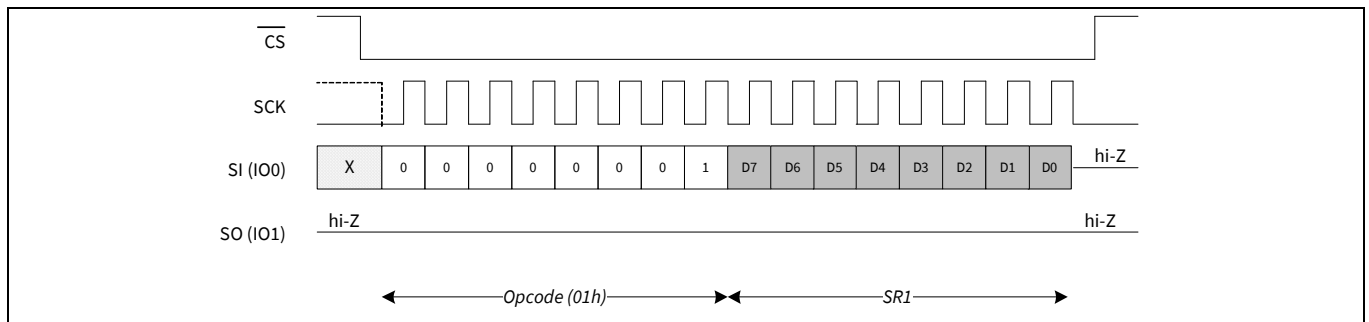 CS
SCK
SI (IO0) X 0 0 0 0 0 0 0 1 D7 D6 D5 D4 D3 D2 D1 D0 hi-Z
hi-Z hi-Z
SO (IO1)
Opcode (01h) SR1